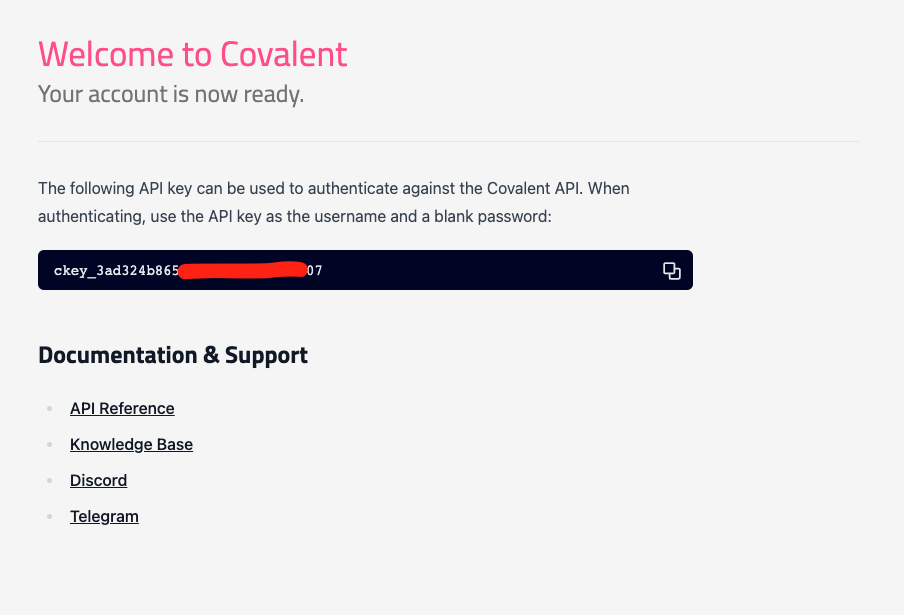 Welcome to Covalent
Your account is now ready.
The following API key can be used to authenticate against the Covalent API. When
authenticating, use the API key as the username and a blank password:
ckey_3ad324b865 07
Documentation & Support
API Reference
Knowledge Base
Discord
Telegram